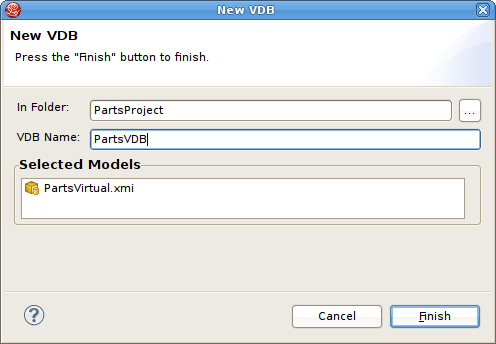 New VDB
New VDB
Press the "Finish" button to finish.
In Folder: PartsProject ...
VDB Name: PartsVDB
Selected Models
PartsVirtual.xmi
? Cancel Finish